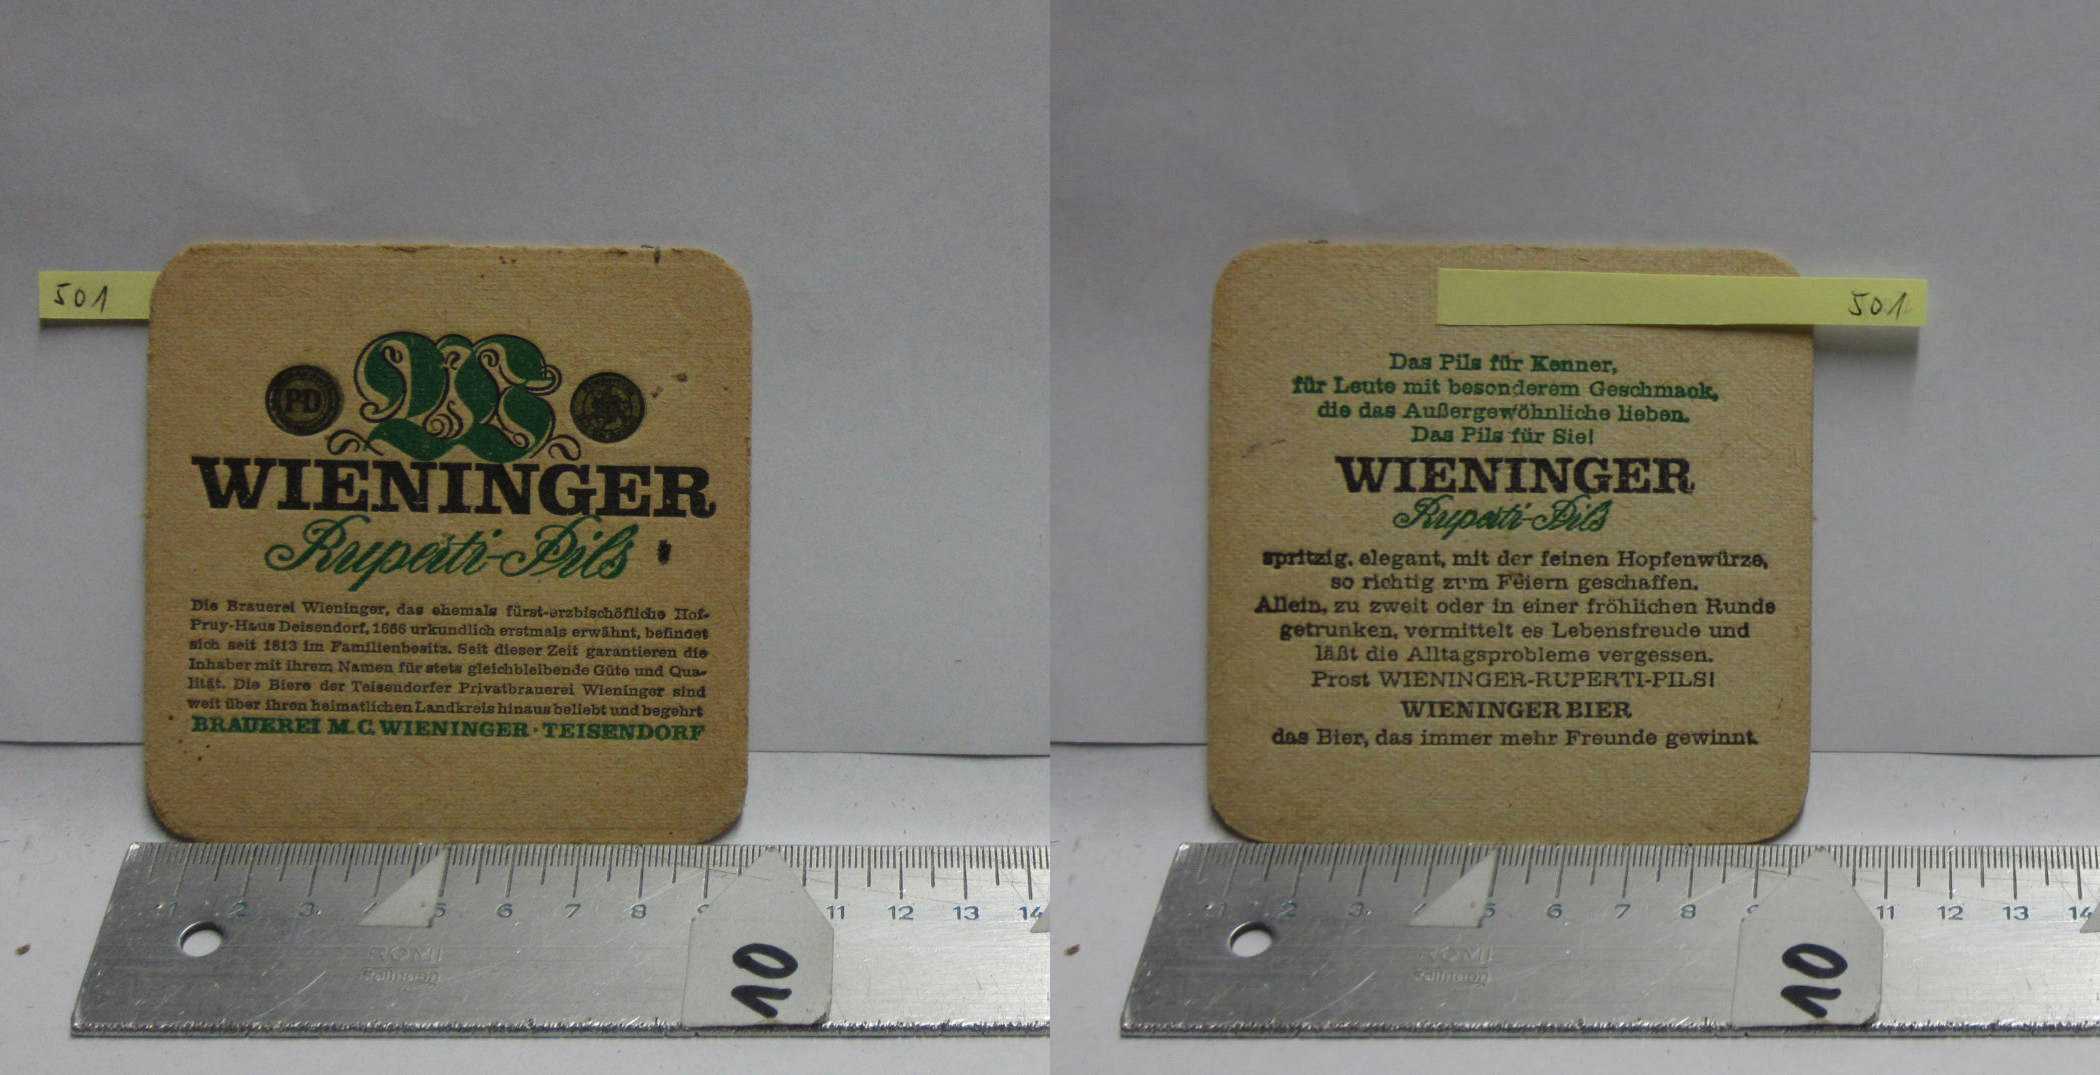 501
PD
WIENINGER
Ruperti-Pils
Die Brauerei Wieninger, das ehemals fürst-erzbischöfliche Hof-
Pruy-Haus Deisendorf, 1666 urkundlich erstmals erwähnt, befindet
sich seit 1813 im Familienbesitz. Seit dieser Zeit garantieren die
Inhaber mit ihrem Namen für stets gleichbleibende Güte und Qua-
lität. Die Biere der Teisendorfer Privatbrauerei Wieninger sind
weit über ihren heimatlichen Landkreis hinaus beliebt und begehrt
BRAUEREI M. C. WIENINGER · TEISENDORF
1 2 3 5 6 7 8 9 11 12 13 14
ROMI
10
501
Das Pils für Kenner,
für Leute mit besonderem Geschmack,
die das Außergewöhnliche lieben.
Das Pils für Sie!
WIENINGER
Ruperti-Pils
spritzig, elegant, mit der feinen Hopfenwürze,
so richtig zum Feiern geschaffen.
Allein, zu zweit oder in einer fröhlichen Runde
getrunken, vermittelt es Lebensfreude und
läßt die Alltagsprobleme vergessen.
Prost WIENINGER-RUPERTI-PILS!
WIENINGER BIER
das Bier, das immer mehr Freunde gewinnt.
1 2 3 5 6 7 8 9 11 12 13 14
ROMI
10